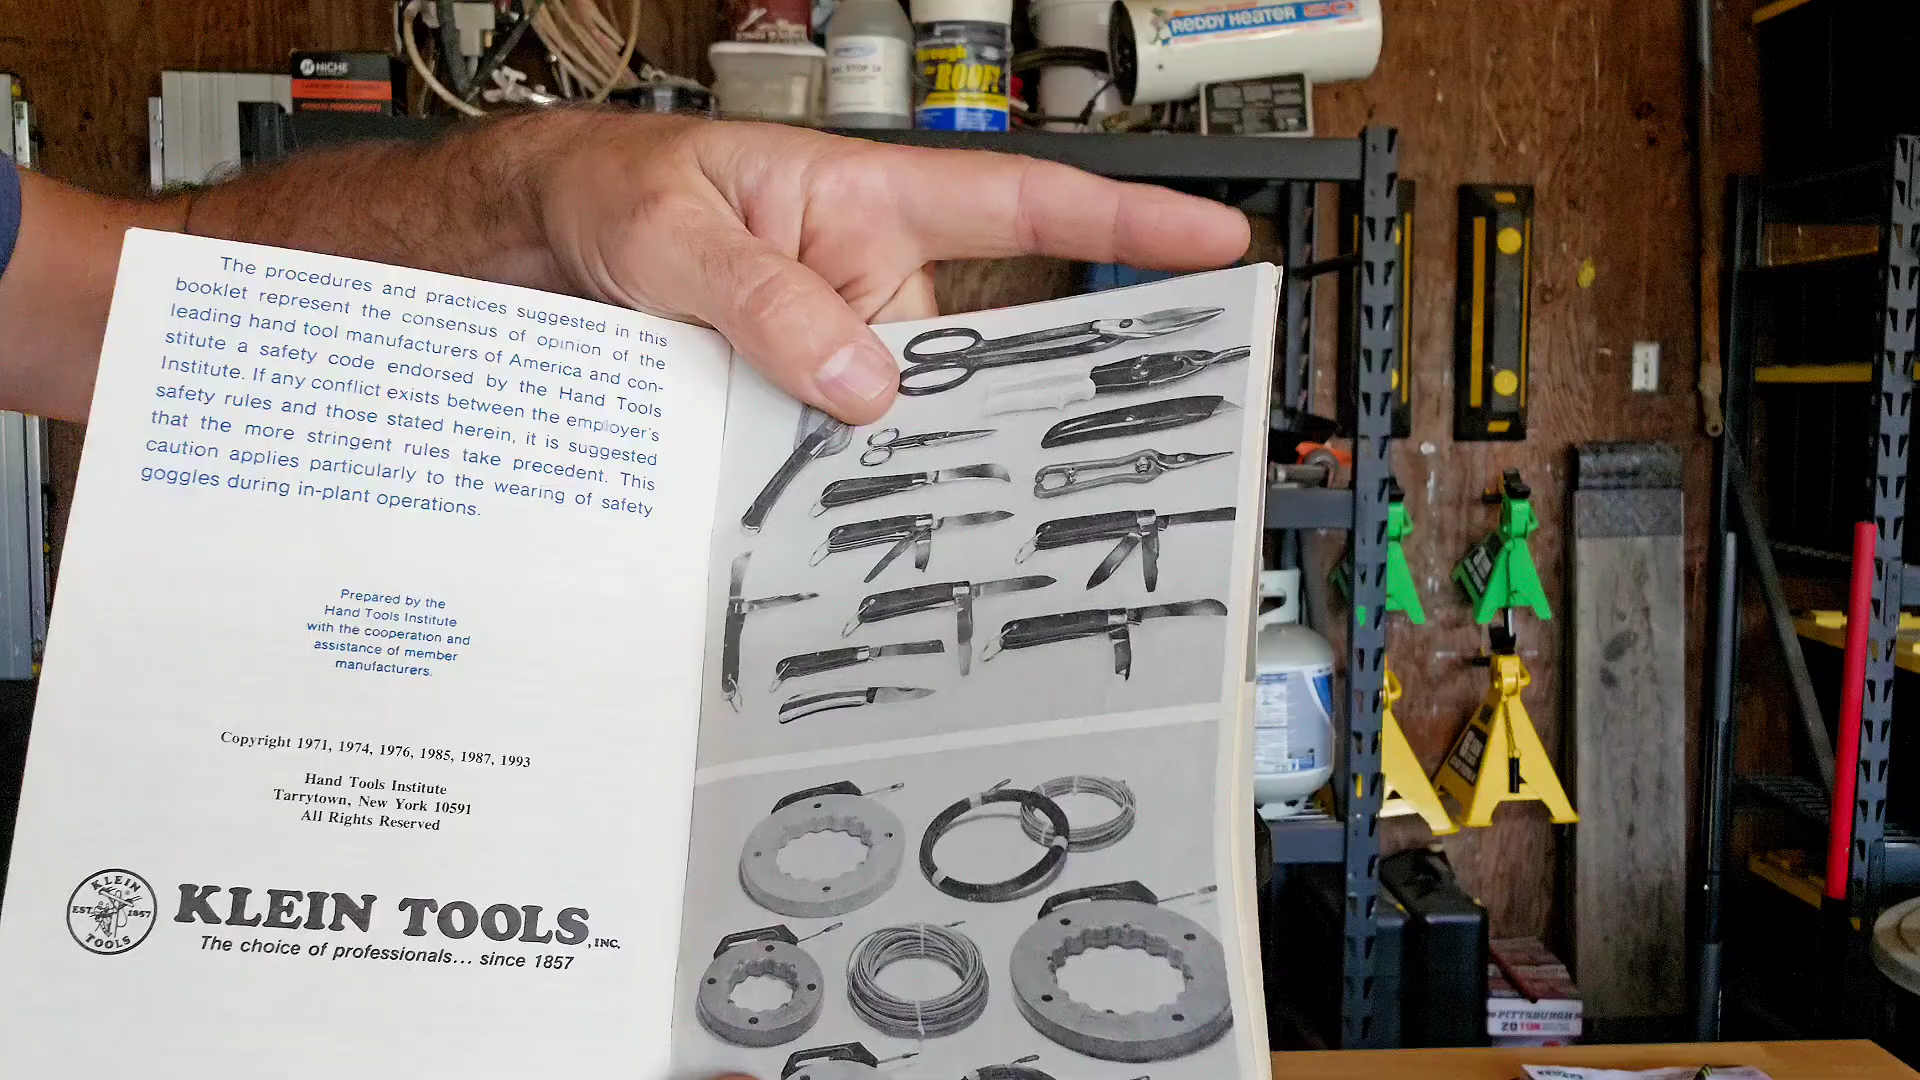 NICHE
Through
the
ROOF!
REDDY HEATER
The procedures and practices suggested in this
booklet represent the consensus of opinion of the
leading hand tool manufacturers of America and con-
stitute a safety code endorsed by the Hand Tools
Institute. If any conflict exists between the employer's
safety rules and those stated herein, it is suggested
that the more stringent rules take precedent. This
caution applies particularly to the wearing of safety
goggles during in-plant operations.
Prepared by the
Hand Tools Institute
with the cooperation and
assistance of member
manufacturers.
Copyright 1971, 1974, 1976, 1985, 1987, 1993
Hand Tools Institute
Tarrytown, New York 10591
All Rights Reserved
KLEIN
EST. 1857
TOOLS
KLEIN TOOLS, INC.
The choice of professionals... since 1857
PITTSBURGH
20 TON